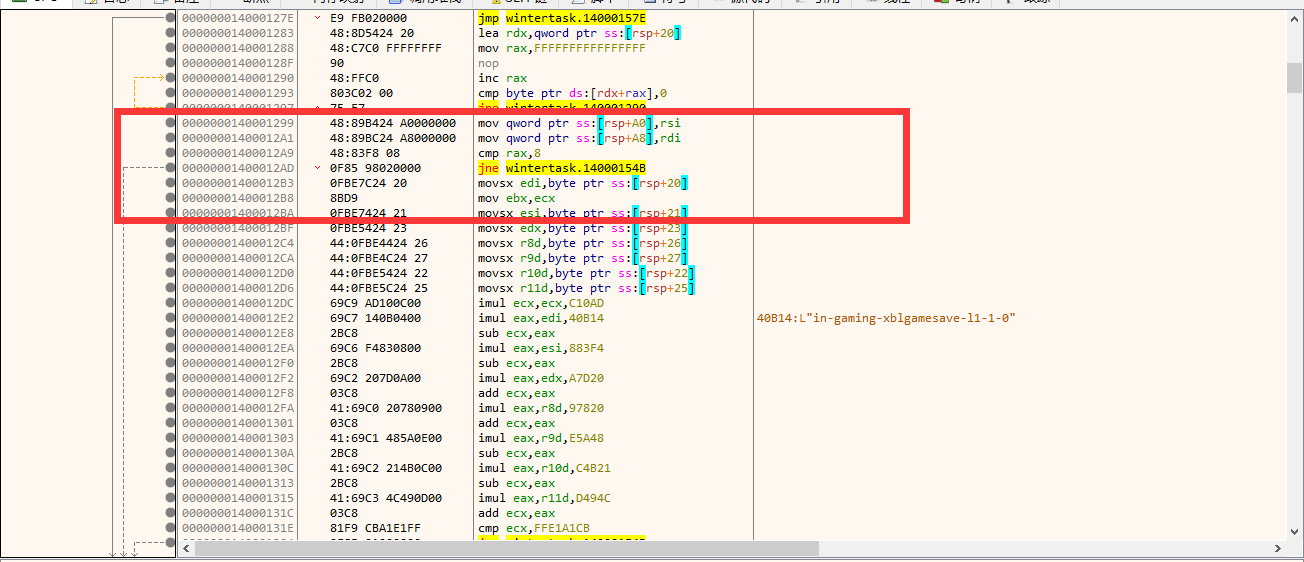 000000014000127E E9 FB020000 jmp wintertask.14000157E
0000000140001283 48:8D5424 20 lea rdx,qword ptr ss:[rsp+20]
0000000140001288 48:C7C0 FFFFFFFF mov rax,FFFFFFFFFFFFFFFF
000000014000128F 90 nop
0000000140001290 48:FFC0 inc rax
0000000140001293 803C02 00 cmp byte ptr ds:[rdx+rax],0
0000000140001297 75 F7 jne wintertask.140001290
0000000140001299 48:89B424 A0000000 mov qword ptr ss:[rsp+A0],rsi
00000001400012A1 48:89BC24 A8000000 mov qword ptr ss:[rsp+A8],rdi
00000001400012A9 48:83F8 08 cmp rax,8
00000001400012AD 0F85 98020000 jne wintertask.14000154B
00000001400012B3 0FBE7C24 20 movsx edi,byte ptr ss:[rsp+20]
00000001400012B8 8BD9 mov ebx,ecx
00000001400012BA 0FBE7424 21 movsx esi,byte ptr ss:[rsp+21]
00000001400012BF 0FBE5424 23 movsx edx,byte ptr ss:[rsp+23]
00000001400012C4 44:0FBE4424 26 movsx r8d,byte ptr ss:[rsp+26]
00000001400012CA 44:0FBE4C24 27 movsx r9d,byte ptr ss:[rsp+27]
00000001400012D0 44:0FBE5424 22 movsx r10d,byte ptr ss:[rsp+22]
00000001400012D6 44:0FBE5C24 25 movsx r11d,byte ptr ss:[rsp+25]
00000001400012DC 69C9 AD100C00 imul ecx,ecx,C10AD
00000001400012E2 69C7 140B0400 imul eax,edi,40B14 40B14:L"in-gaming-xblgamesave-l1-1-0"
00000001400012E8 2BC8 sub ecx,eax
00000001400012EA 69C6 F4830800 imul eax,esi,883F4
00000001400012F0 2BC8 sub ecx,eax
00000001400012F2 69C2 207D0A00 imul eax,edx,A7D20
00000001400012F8 03C8 add ecx,eax
00000001400012FA 41:69C0 20780900 imul eax,r8d,97820
0000000140001301 03C8 add ecx,eax
0000000140001303 41:69C1 485A0E00 imul eax,r9d,E5A48
000000014000130A 2BC8 sub ecx,eax
000000014000130C 41:69C2 214B0C00 imul eax,r10d,C4B21
0000000140001313 2BC8 sub ecx,eax
0000000140001315 41:69C3 4C490D00 imul eax,r11d,D494C
000000014000131C 03C8 add ecx,eax
000000014000131E 81F9 CBA1E1FF cmp ecx,FFE1A1CB